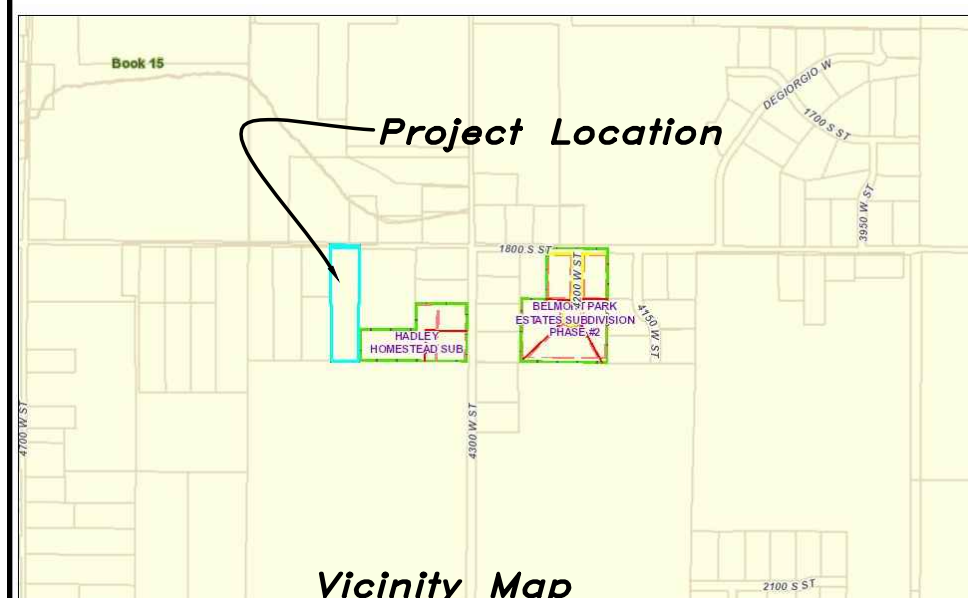 Book 15
Project Location
DEGIORGIO W
1700 S ST
3950 W ST
1800 S ST
4200 W ST
BELMONT PARK
ESTATES SUBDIVISION
PHASE #2
4150 W ST
HADLEY
HOMESTEAD SUB
4700 W ST
4300 W ST
Vicinity Map
2100 S ST